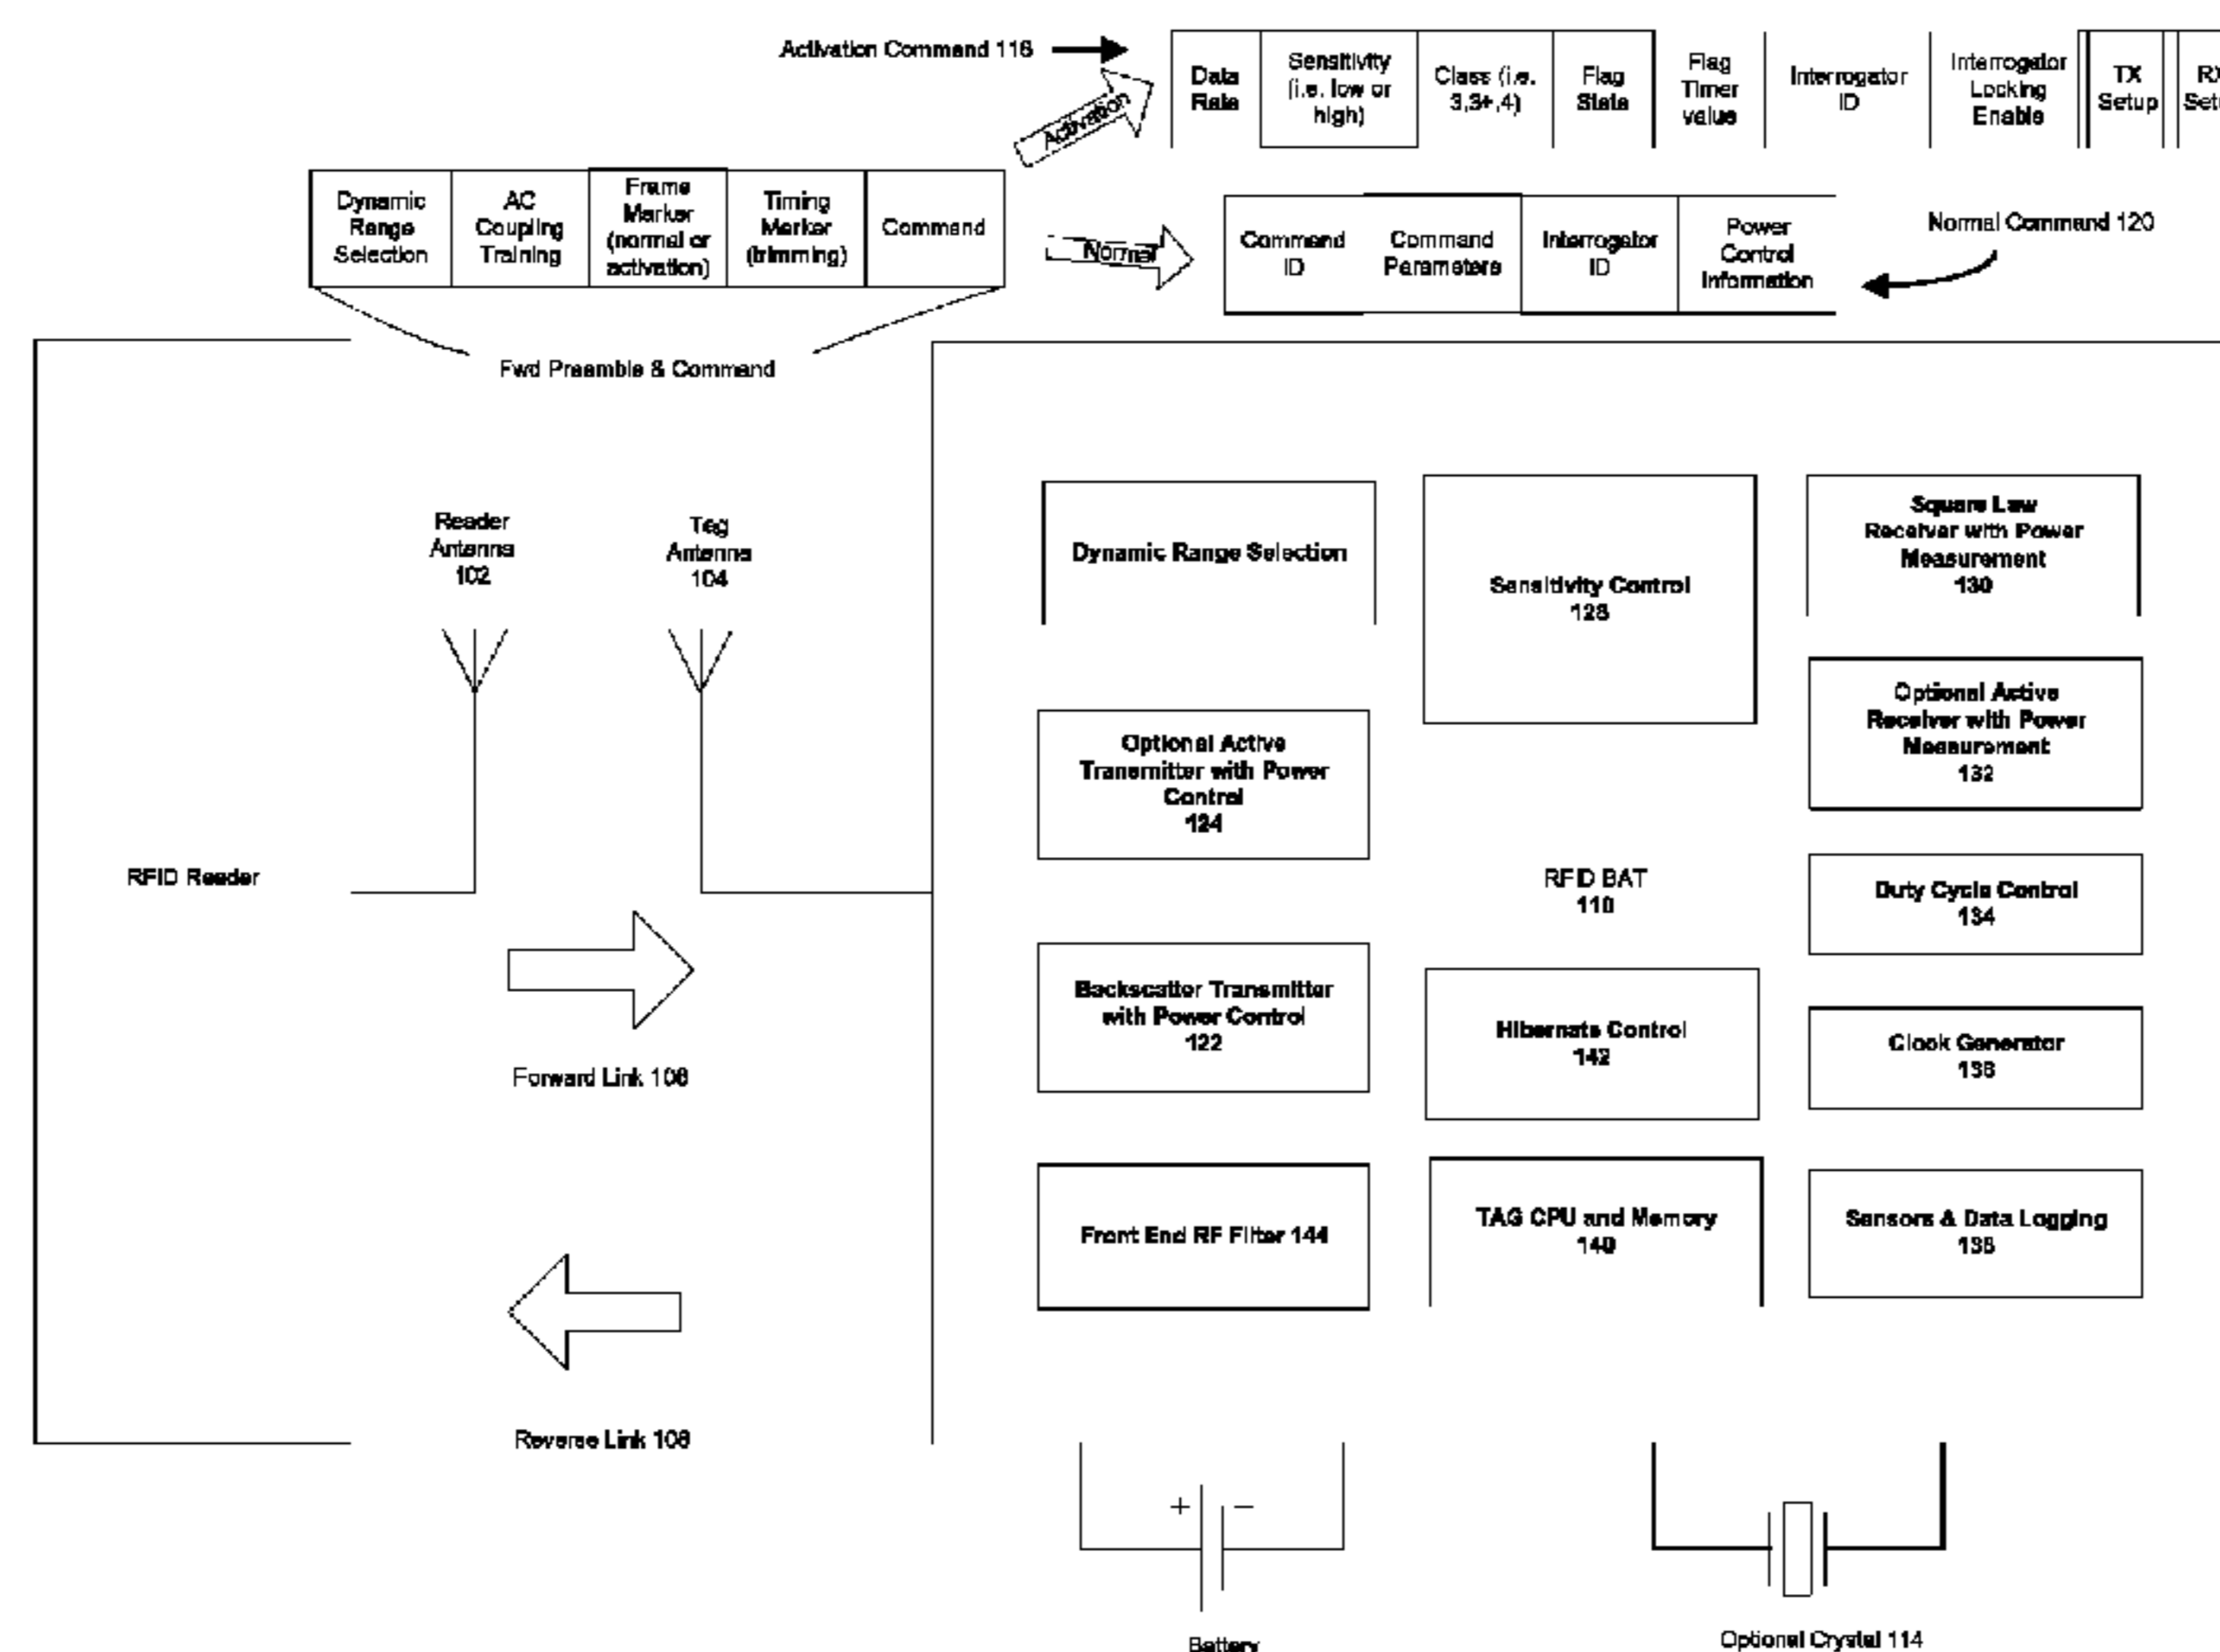 Activation Command 116
Data
Rate
Sensitivity
(i.e. low or
high)
Class (i.e.
3,3+,4)
Flag
State
Flag
Timer
value
Interrogator
ID
Interrogator
Locking
Enable
TX
Setup
Activation
Dynamic
Range
Selection
AC
Coupling
Training
Frame
Marker
(normal or
activation)
Timing
Marker
(trimming)
Command
Normal
Command
ID
Command
Parameters
Interrogator
ID
Power
Control
Information
Normal Command 120
Fwd Preamble & Command
Reader
Antenna
102
Tag
Antenna
104
RFID Reader
Forward Link 106
Reverse Link 108
Dynamic Range Selection
Sensitivity Control
128
Square Law
Receiver with Power
Measurement
130
Optional Active
Transmitter with Power
Control
124
Optional Active
Receiver with Power
Measurement
132
RFID BAT
110
Duty Cycle Control
134
Backscatter Transmitter
with Power Control
122
Hibernate Control
142
Clock Generator
136
Front End RF Filter 144
TAG CPU and Memory
140
Sensors & Data Logging
138
+
−
Battery
Optional Crystal 114